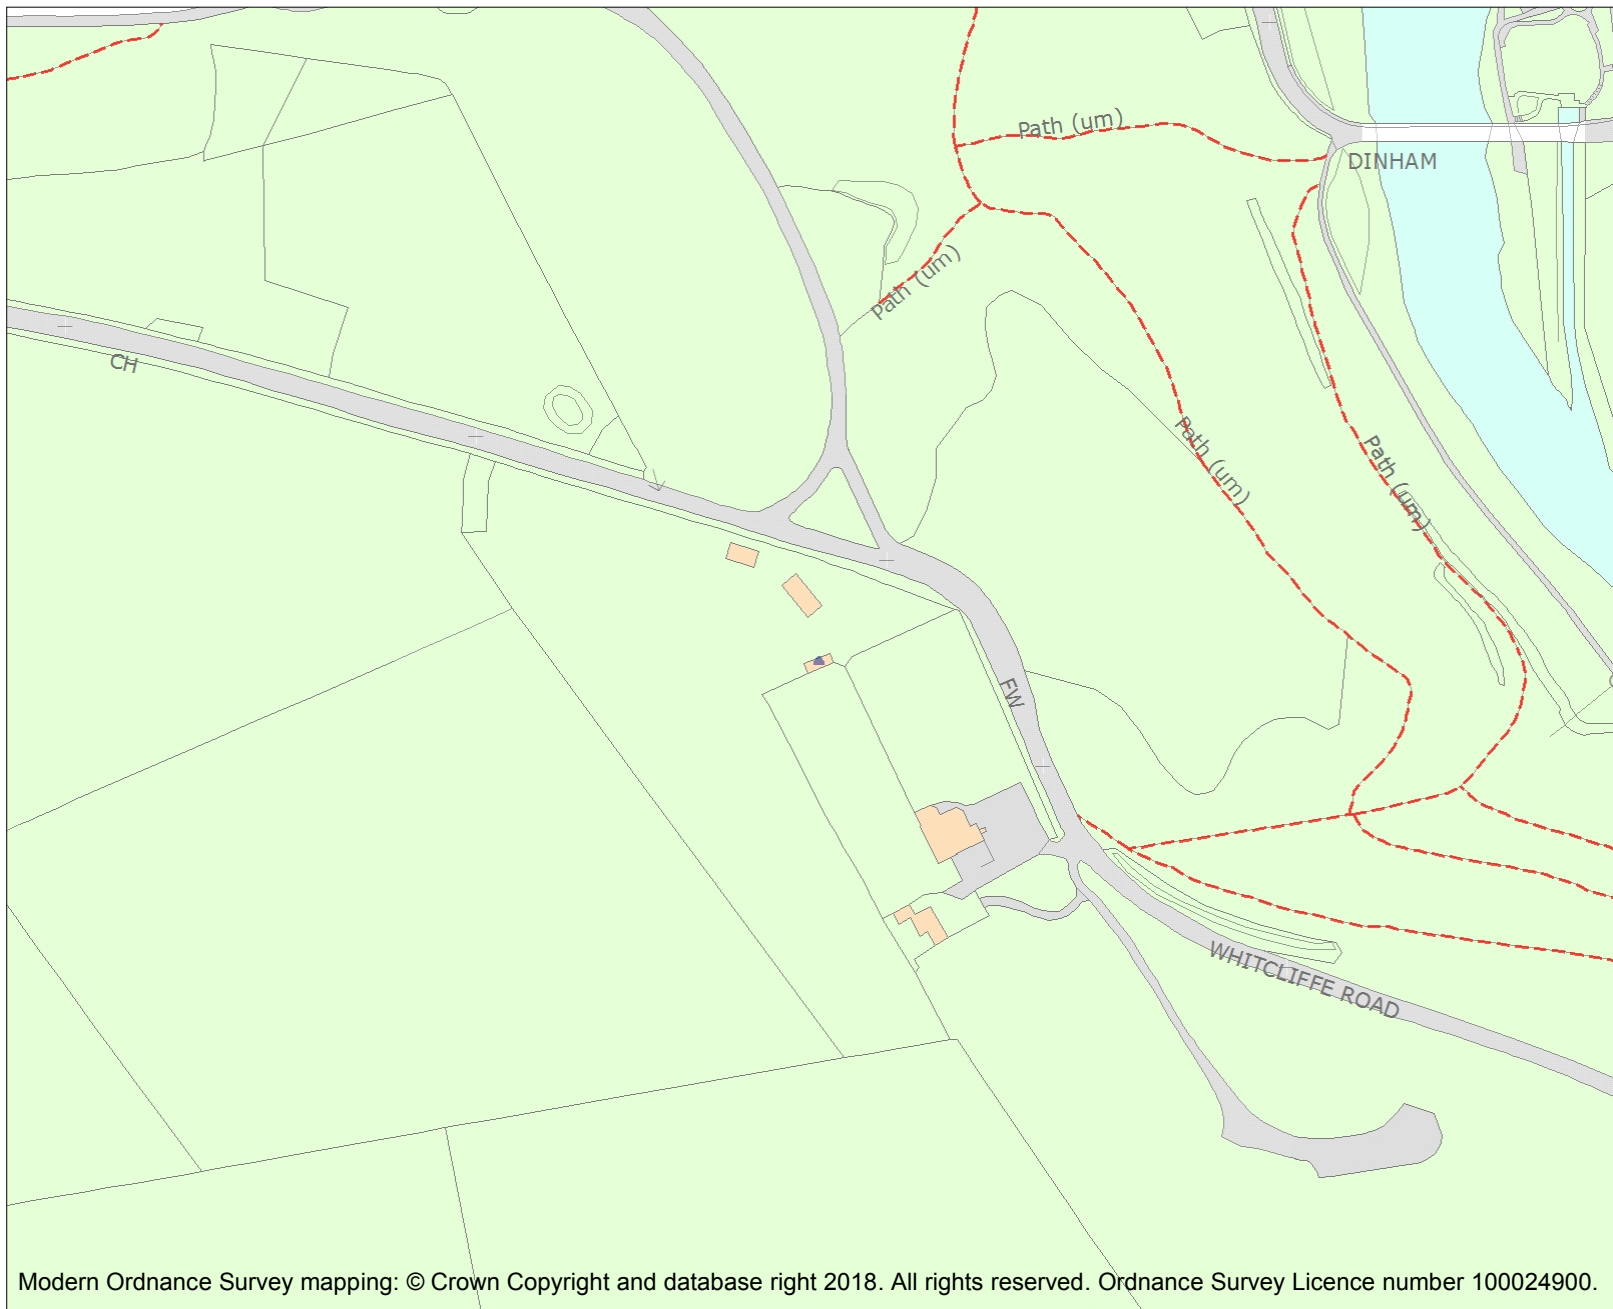 Path (um)
DINHAM
Path (um)
CH
Path (um)
Path (um)
FW
WHITCLIFFE ROAD
Modern Ordnance Survey mapping: © Crown Copyright and database right 2018. All rights reserved. Ordnance Survey Licence number 100024900.